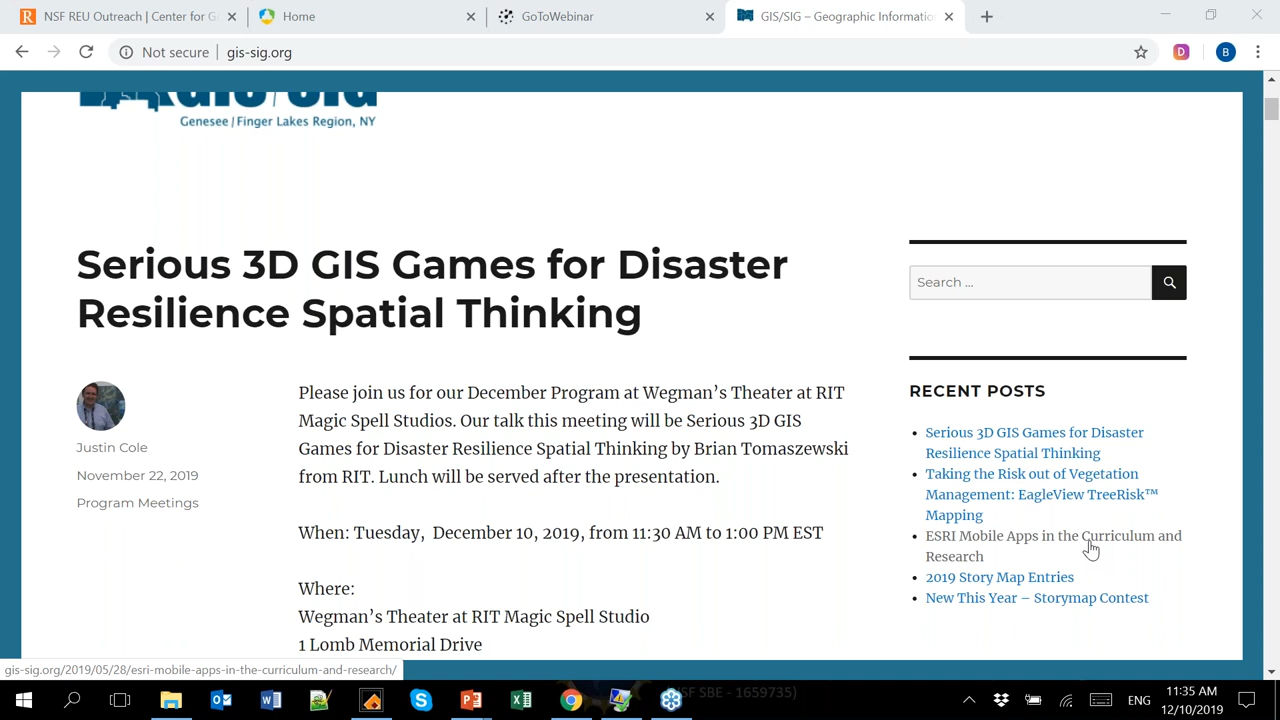 NSF REU Outreach | Center for G
Home
GoToWebinar
GIS/SIG – Geographic Informatio
Not secure
gis-sig.org
D
B
Genesee | Finger Lakes Region, NY
Serious 3D GIS Games for Disaster
Resilience Spatial Thinking
Justin Cole
November 22, 2019
Program Meetings
Please join us for our December Program at Wegman's Theater at RIT
Magic Spell Studios. Our talk this meeting will be Serious 3D GIS
Games for Disaster Resilience Spatial Thinking by Brian Tomaszewski
from RIT. Lunch will be served after the presentation.
When: Tuesday, December 10, 2019, from 11:30 AM to 1:00 PM EST
Where:
Wegman's Theater at RIT Magic Spell Studio
1 Lomb Memorial Drive
Search …
RECENT POSTS
Serious 3D GIS Games for Disaster
Resilience Spatial Thinking
Taking the Risk out of Vegetation
Management: EagleView TreeRisk™
Mapping
ESRI Mobile Apps in the Curriculum and
Research
2019 Story Map Entries
New This Year – Storymap Contest
gis-sig.org/2019/05/28/esri-mobile-apps-in-the-curriculum-and-research/
SF SBE - 1659735)
ENG
11:35 AM
12/10/2019